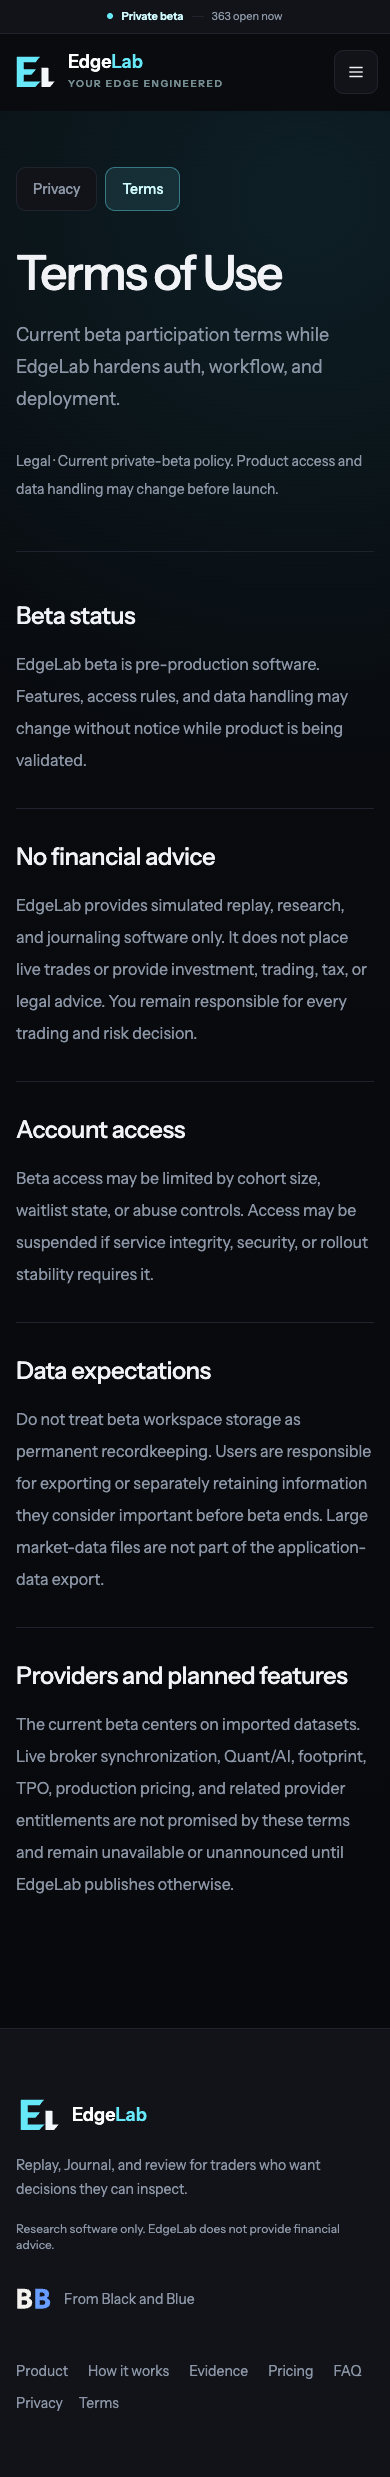 Private beta — 363 open now
EdgeLab
YOUR EDGE ENGINEERED
Privacy Terms
Terms of Use
Current beta participation terms while
EdgeLab hardens auth, workflow, and
deployment.
Legal · Current private-beta policy. Product access and
data handling may change before launch.
Beta status
EdgeLab beta is pre-production software.
Features, access rules, and data handling may
change without notice while product is being
validated.
No financial advice
EdgeLab provides simulated replay, research,
and journaling software only. It does not place
live trades or provide investment, trading, tax, or
legal advice. You remain responsible for every
trading and risk decision.
Account access
Beta access may be limited by cohort size,
waitlist state, or abuse controls. Access may be
suspended if service integrity, security, or rollout
stability requires it.
Data expectations
Do not treat beta workspace storage as
permanent recordkeeping. Users are responsible
for exporting or separately retaining information
they consider important before beta ends. Large
market-data files are not part of the application-
data export.
Providers and planned features
The current beta centers on imported datasets.
Live broker synchronization, Quant/AI, footprint,
TPO, production pricing, and related provider
entitlements are not promised by these terms
and remain unavailable or unannounced until
EdgeLab publishes otherwise.
EdgeLab
Replay, Journal, and review for traders who want
decisions they can inspect.
Research software only. EdgeLab does not provide financial
advice.
BB From Black and Blue
Product How it works Evidence Pricing FAQ
Privacy Terms